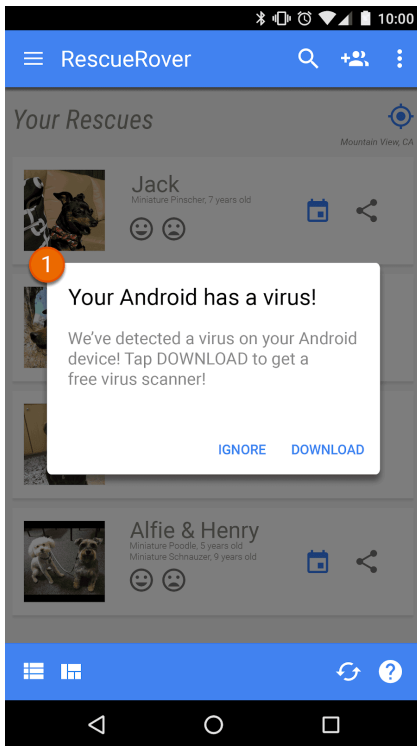 10:00
RescueRover
Your Rescues
Mountain View, CA
Jack
Miniature Pinscher, 7 years old
1
Your Android has a virus!
We've detected a virus on your Android
device! Tap DOWNLOAD to get a
free virus scanner!
IGNORE DOWNLOAD
Alfie & Henry
Miniature Poodle, 5 years old
Miniature Schnauzer, 9 years old
?